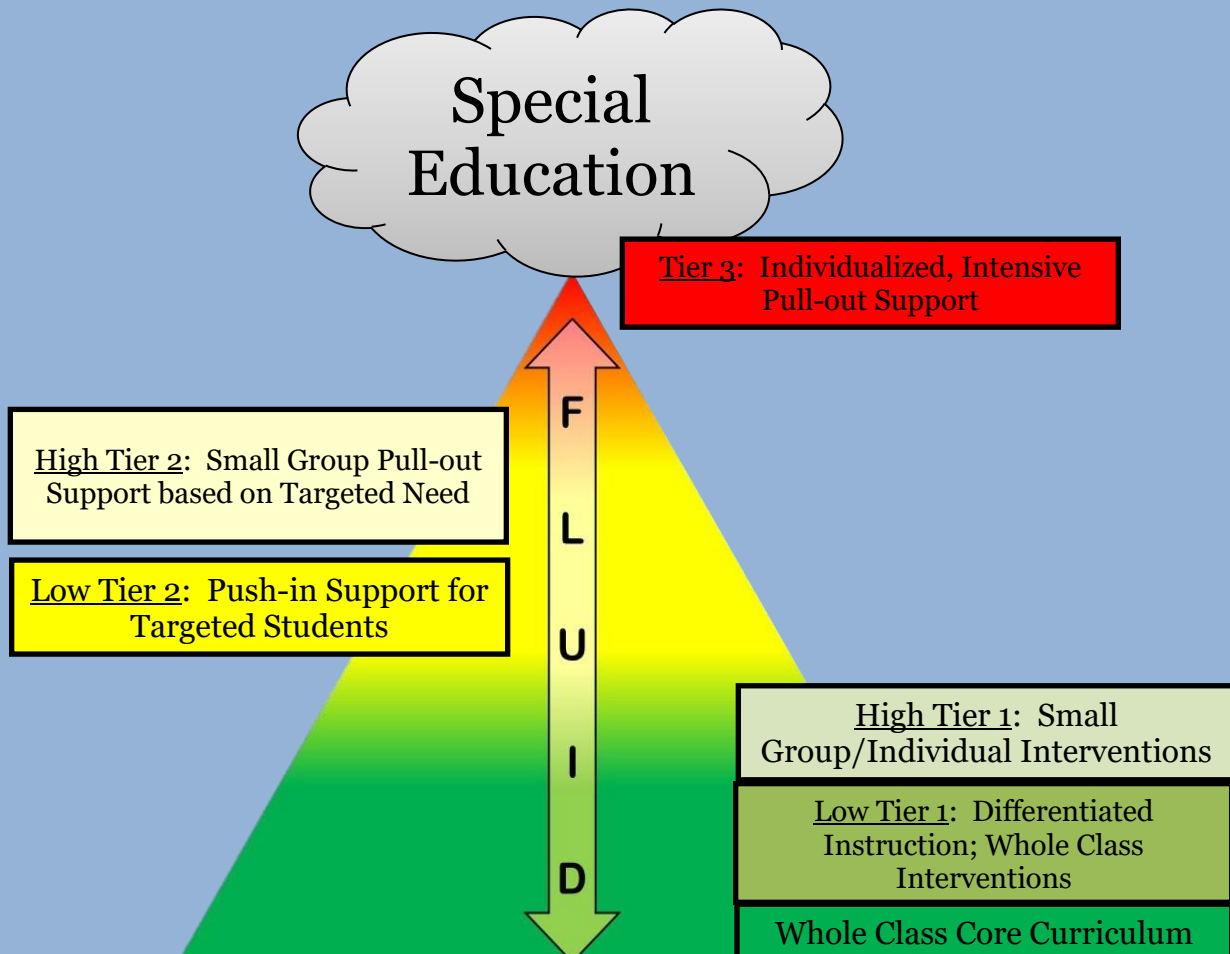 Special
Education
Tier 3:  Individualized, Intensive
Pull-out Support
High Tier 2:  Small Group Pull-out
Support based on Targeted Need
Low Tier 2:  Push-in Support for
Targeted Students
High Tier 1:  Small
Group/Individual Interventions
Low Tier 1:  Differentiated
Instruction; Whole Class
Interventions
Whole Class Core Curriculum
F
L
U
I
D